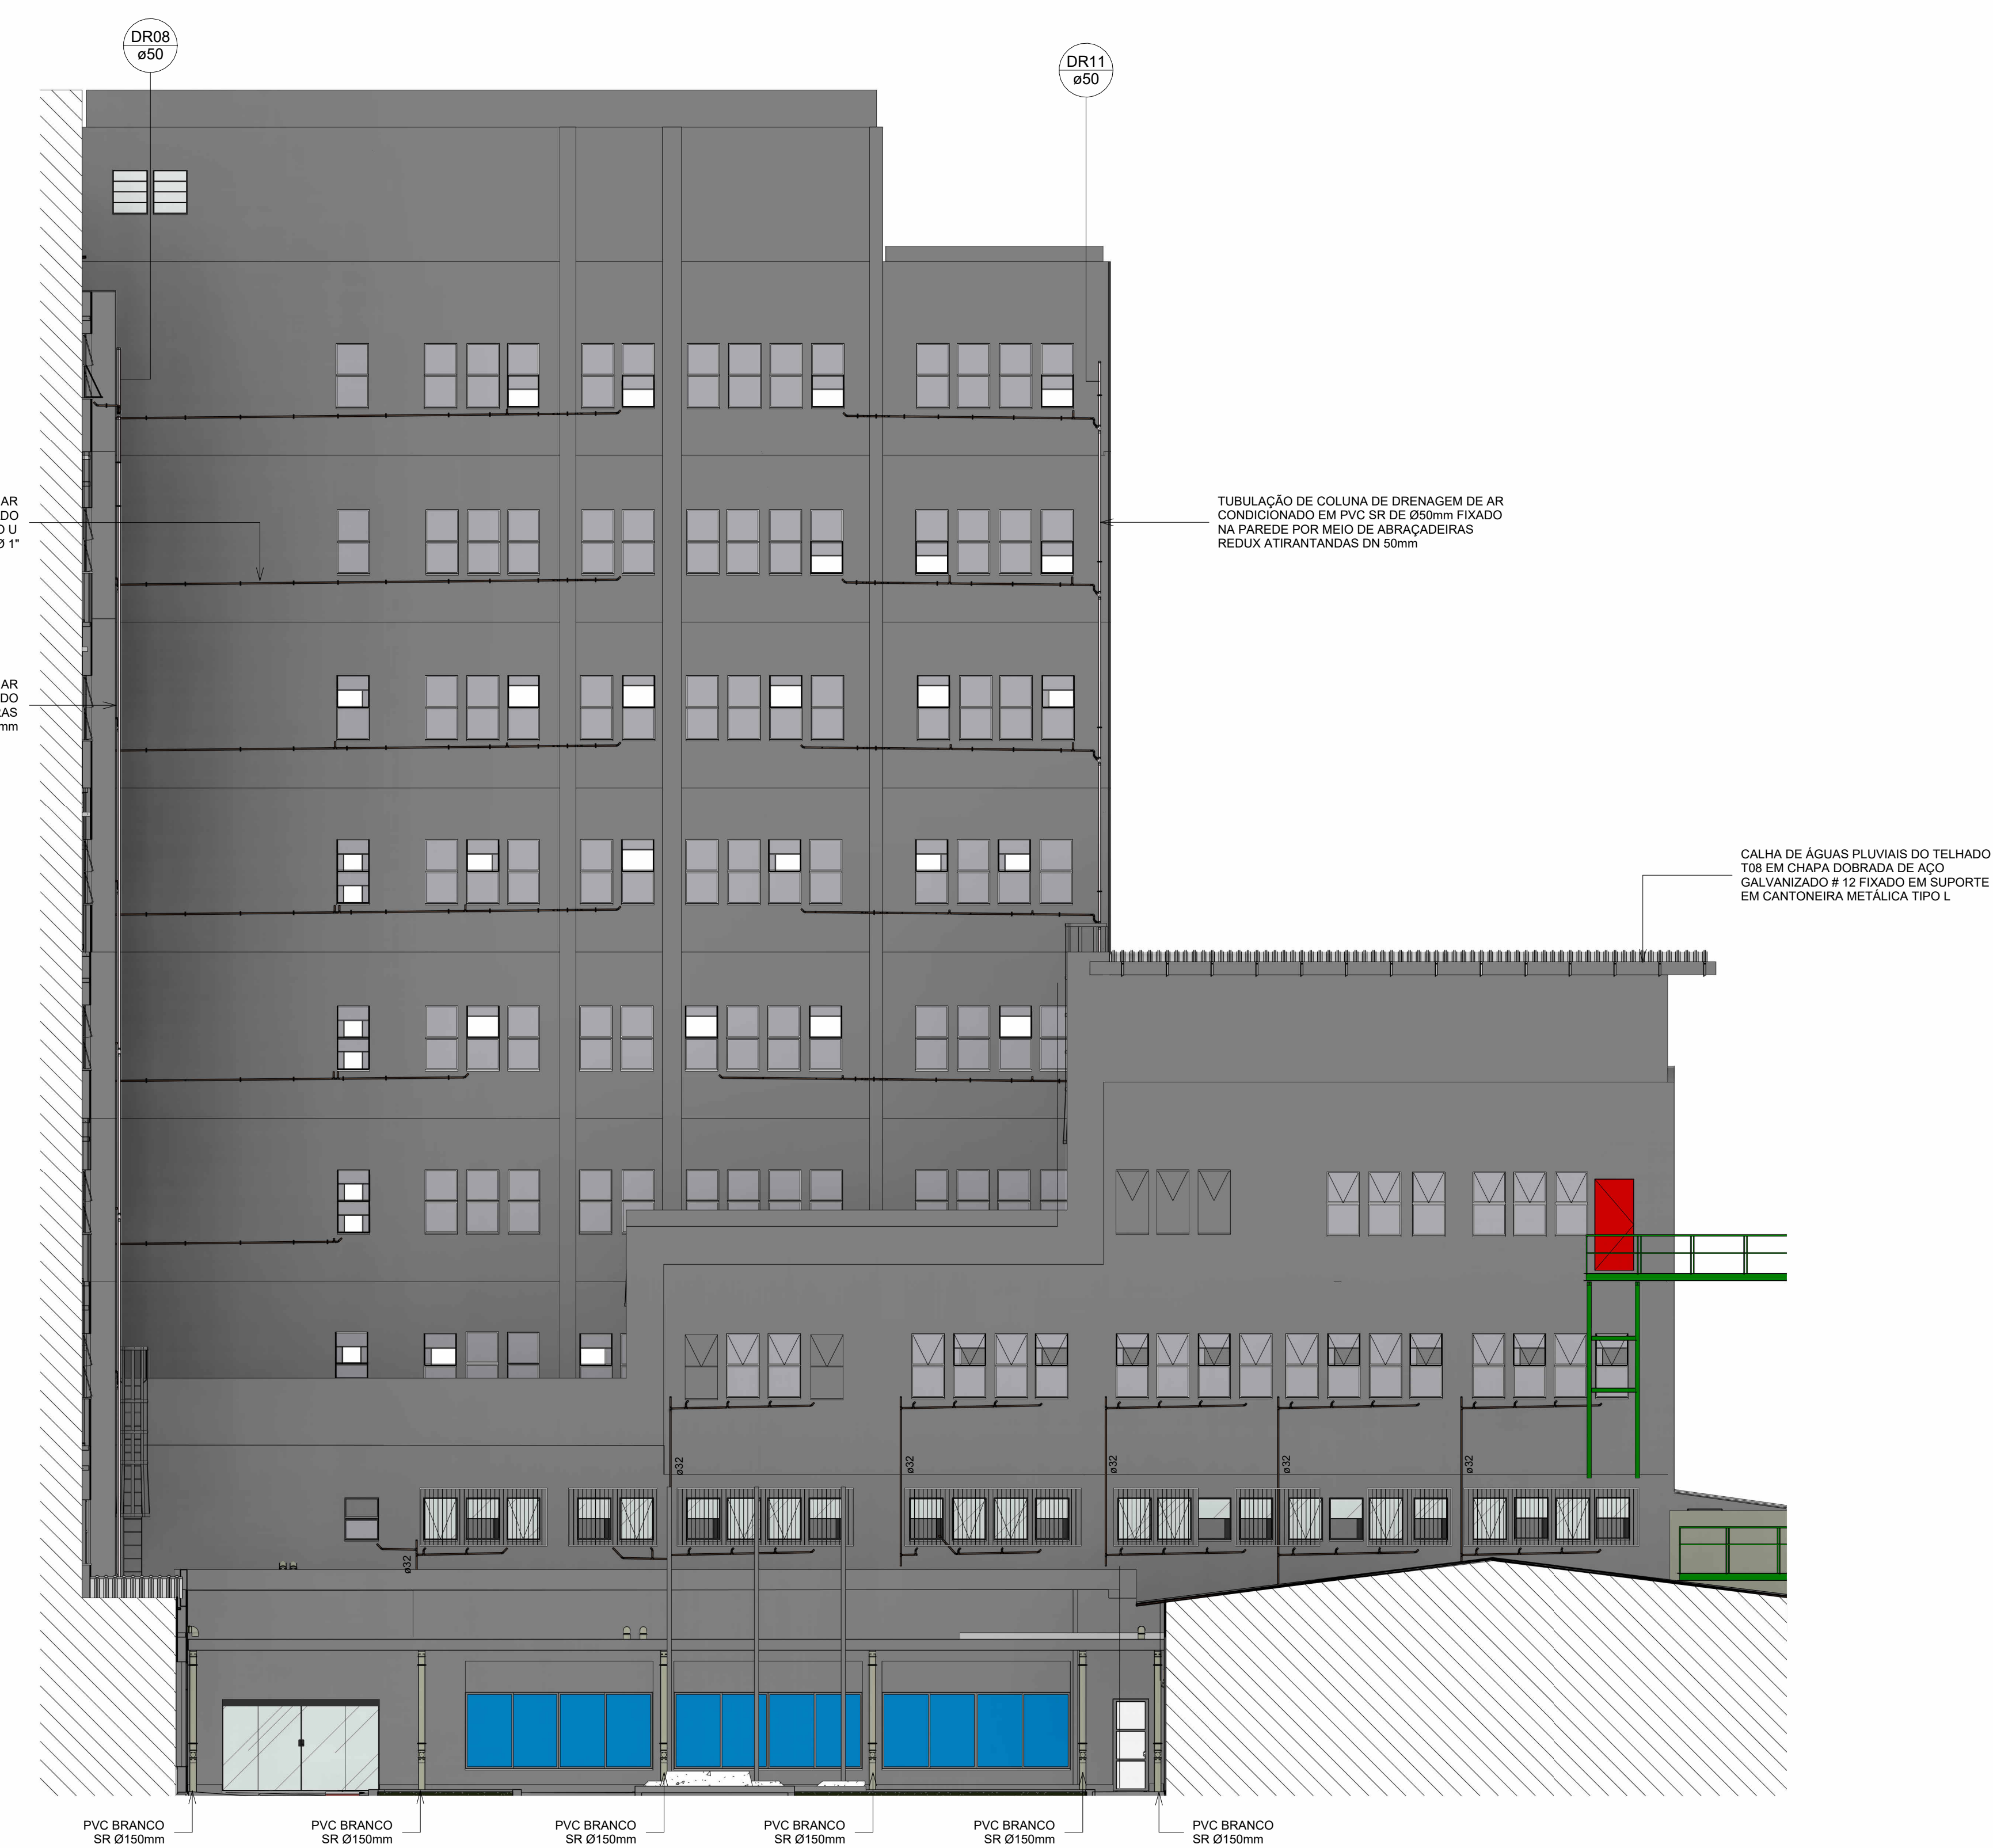 DR08
ø50
DR11
ø50
AR
DO
O U
Ø 1"
TUBULAÇÃO DE COLUNA DE DRENAGEM DE AR
CONDICIONADO EM PVC SR DE Ø50mm FIXADO
NA PAREDE POR MEIO DE ABRAÇADEIRAS
REDUX ATIRANTANDAS DN 50mm
AR
DO
RAS
mm
CALHA DE ÁGUAS PLUVIAIS DO TELHADO
T08 EM CHAPA DOBRADA DE AÇO
GALVANIZADO # 12 FIXADO EM SUPORTE
EM CANTONEIRA METÁLICA TIPO L
ø32
ø32
ø32
ø32
ø32
ø32
PVC BRANCO
SR Ø150mm
PVC BRANCO
SR Ø150mm
PVC BRANCO
SR Ø150mm
PVC BRANCO
SR Ø150mm
PVC BRANCO
SR Ø150mm
PVC BRANCO
SR Ø150mm